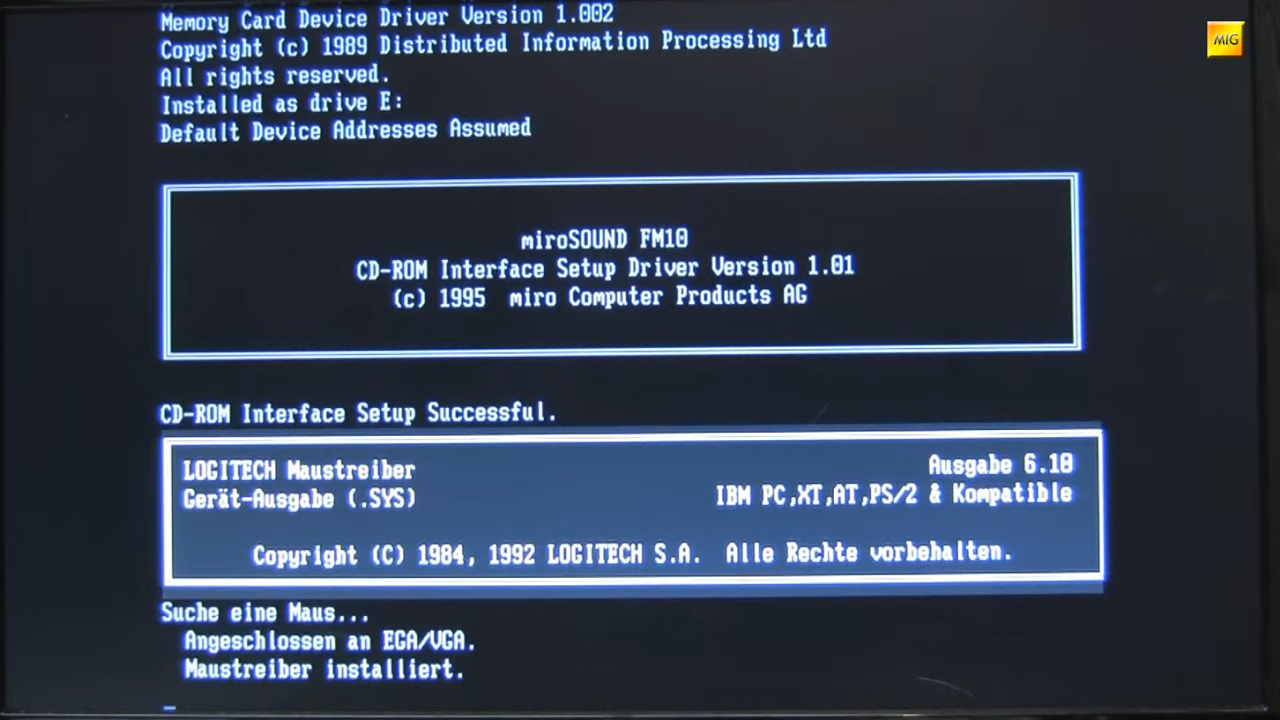 Memory Card Device Driver Version 1.002
Copyright (c) 1989 Distributed Information Processing Ltd
All rights reserved.
Installed as drive E:
Default Device Addresses Assumed
miroSOUND FM10
CD-ROM Interface Setup Driver Version 1.01
(c) 1995 miro Computer Products AG
CD-ROM Interface Setup Successful.
LOGITECH Maustreiber Ausgabe 6.10
Gerät-Ausgabe (.SYS) IBM PC,XT,AT,PS/2 & Kompatible
Copyright (C) 1984, 1992 LOGITECH S.A. Alle Rechte vorbehalten.
Suche eine Maus...
Angeschlossen an EGA/VGA.
Maustreiber installiert.
MIG